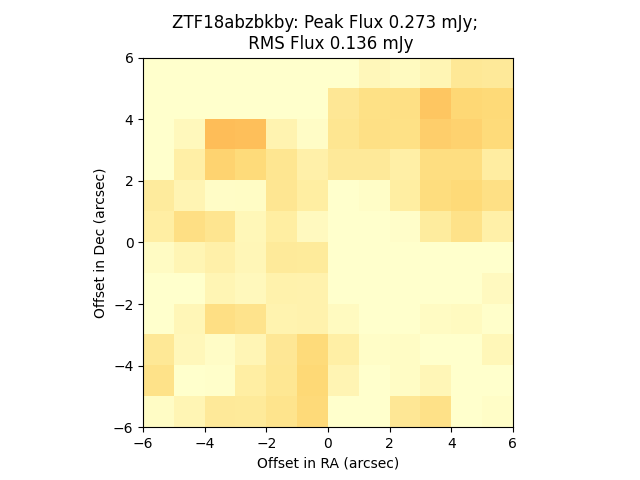 ZTF18abzbkby: Peak Flux 0.273 mJy;
RMS Flux 0.136 mJy
6
4
2
0
−2
−4
−6
Offset in Dec (arcsec)
−6 −4 −2 0 2 4 6
Offset in RA (arcsec)